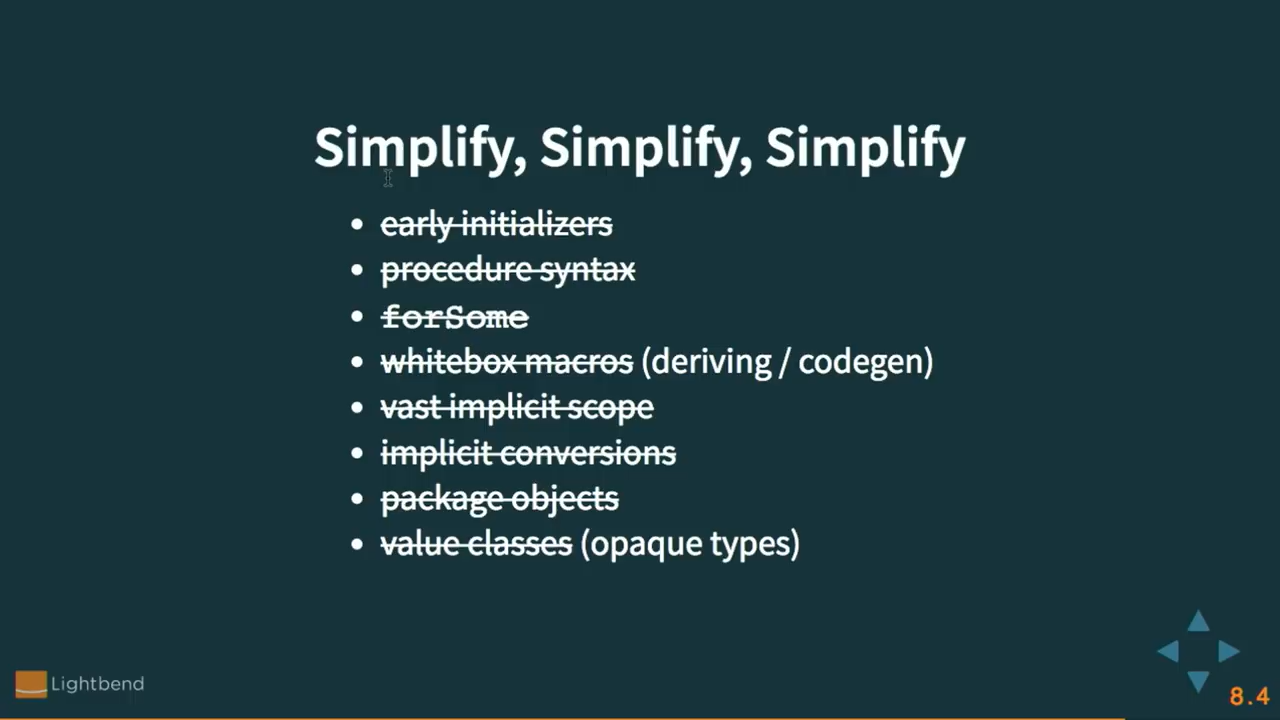 Simplify, Simplify, Simplify
• early initializers
• procedure syntax
• forSome
• whitebox macros (deriving / codegen)
• vast implicit scope
• implicit conversions
• package objects
• value classes (opaque types)
Lightbend
8.4